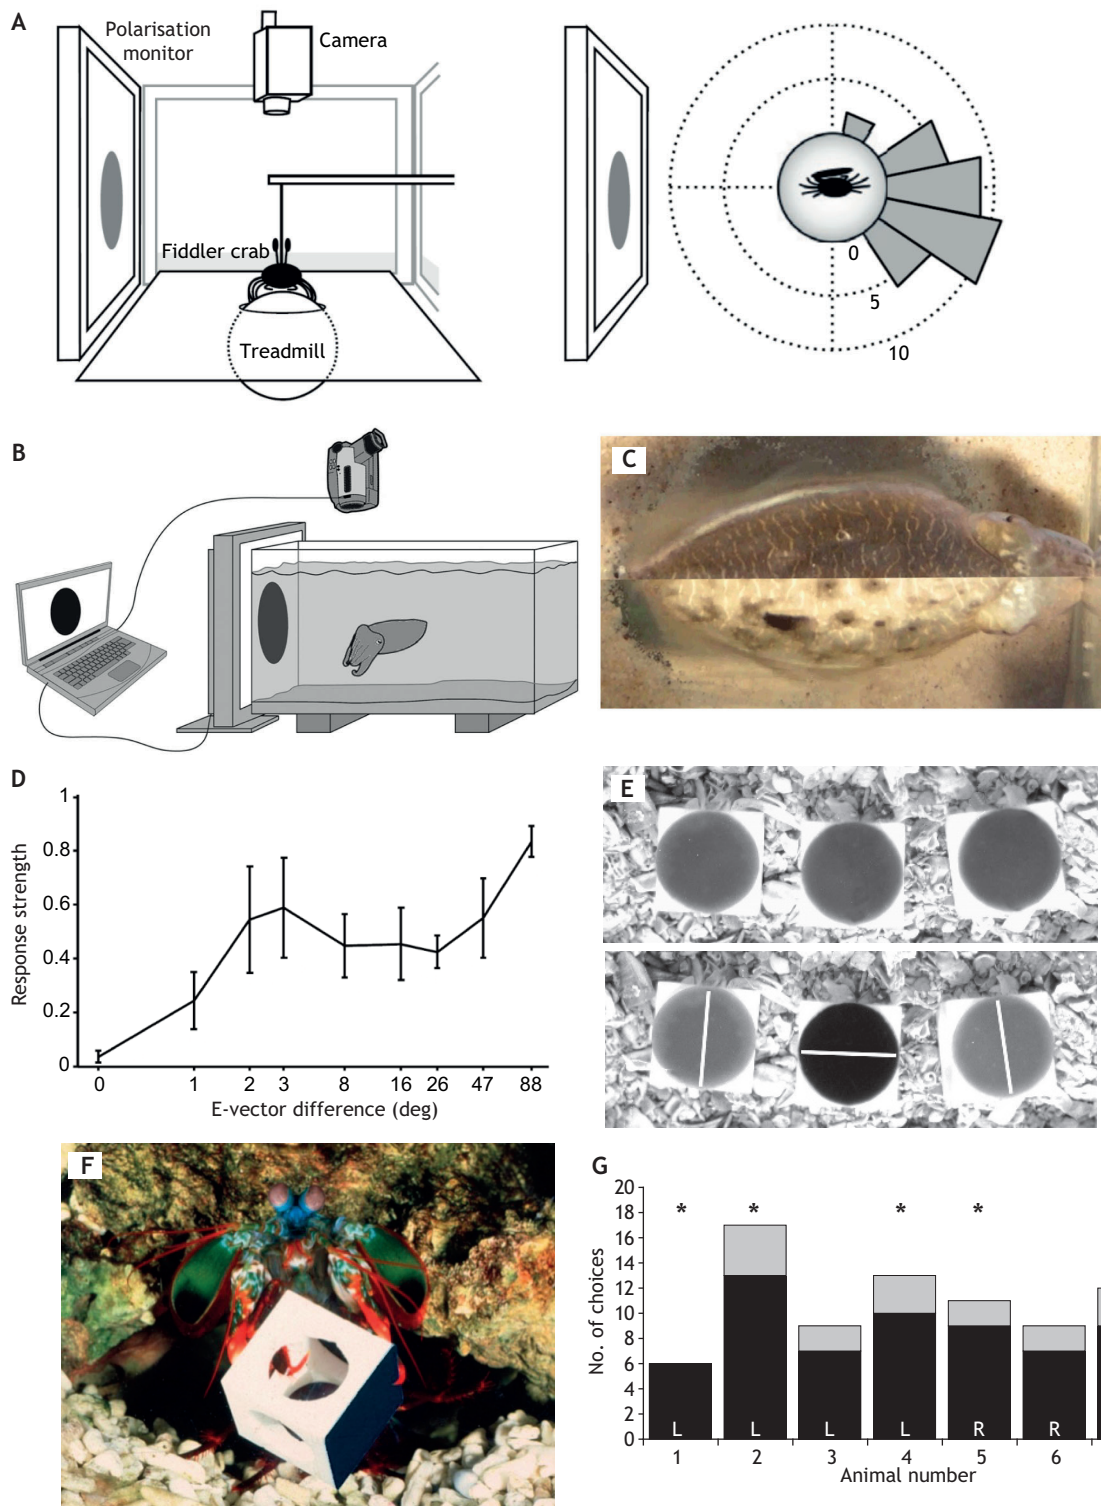 A
Polarisation
monitor
Camera
Fiddler crab
Treadmill
0
5
10
B
C
D
1
0.8
0.6
0.4
0.2
0
Response strength
0 1 2 3 8 16 26 47 88
E-vector difference (deg)
E
F
G
20
18
16
14
12
10
8
6
4
2
0
No. of choices
* * * *
L L L L R R
1 2 3 4 5 6
Animal number